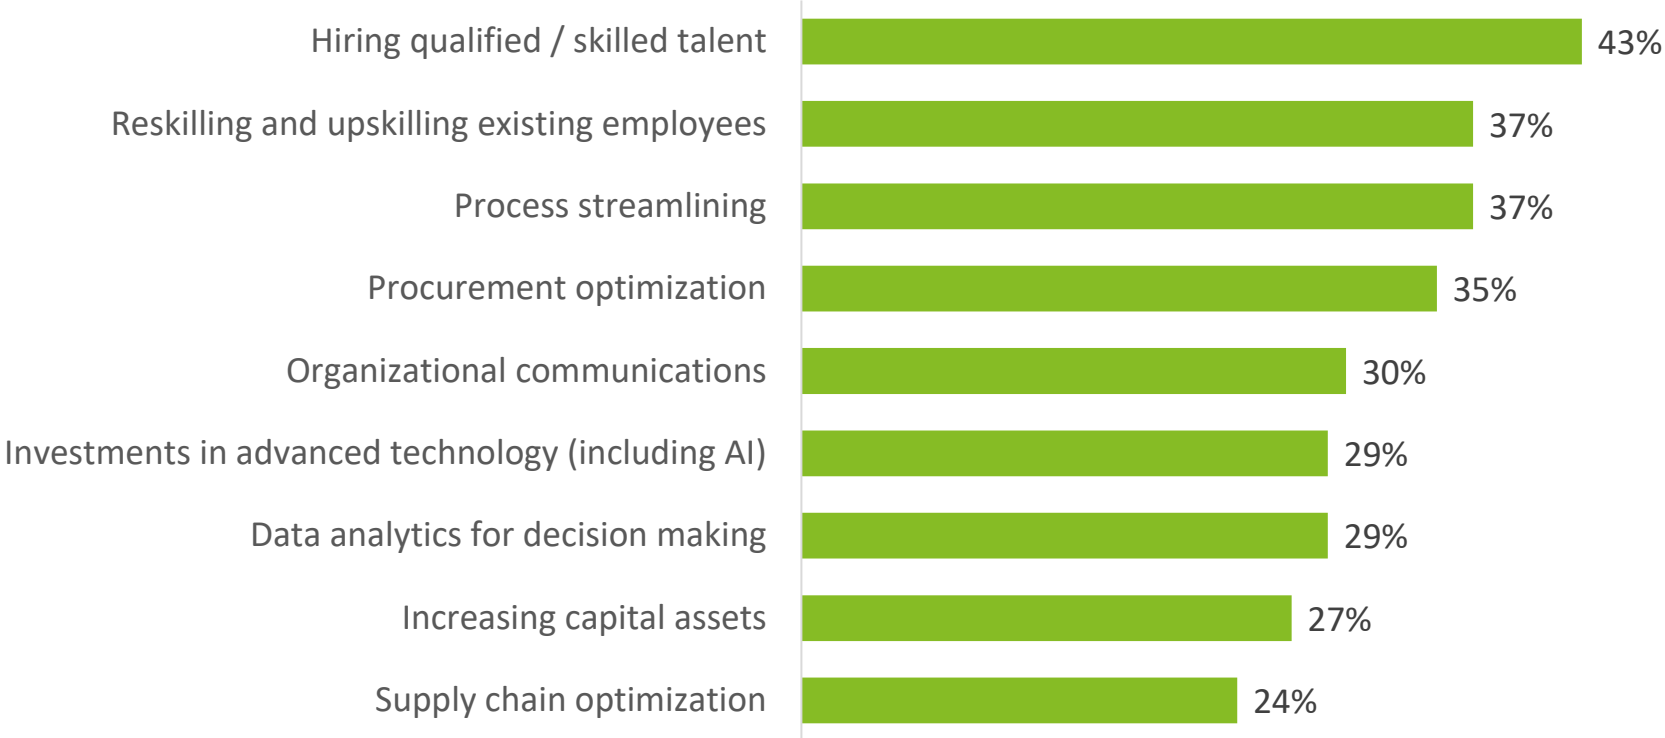 Hiring qualified / skilled talent 43%
Reskilling and upskilling existing employees 37%
Process streamlining 37%
Procurement optimization 35%
Organizational communications 30%
Investments in advanced technology (including AI) 29%
Data analytics for decision making 29%
Increasing capital assets 27%
Supply chain optimization 24%